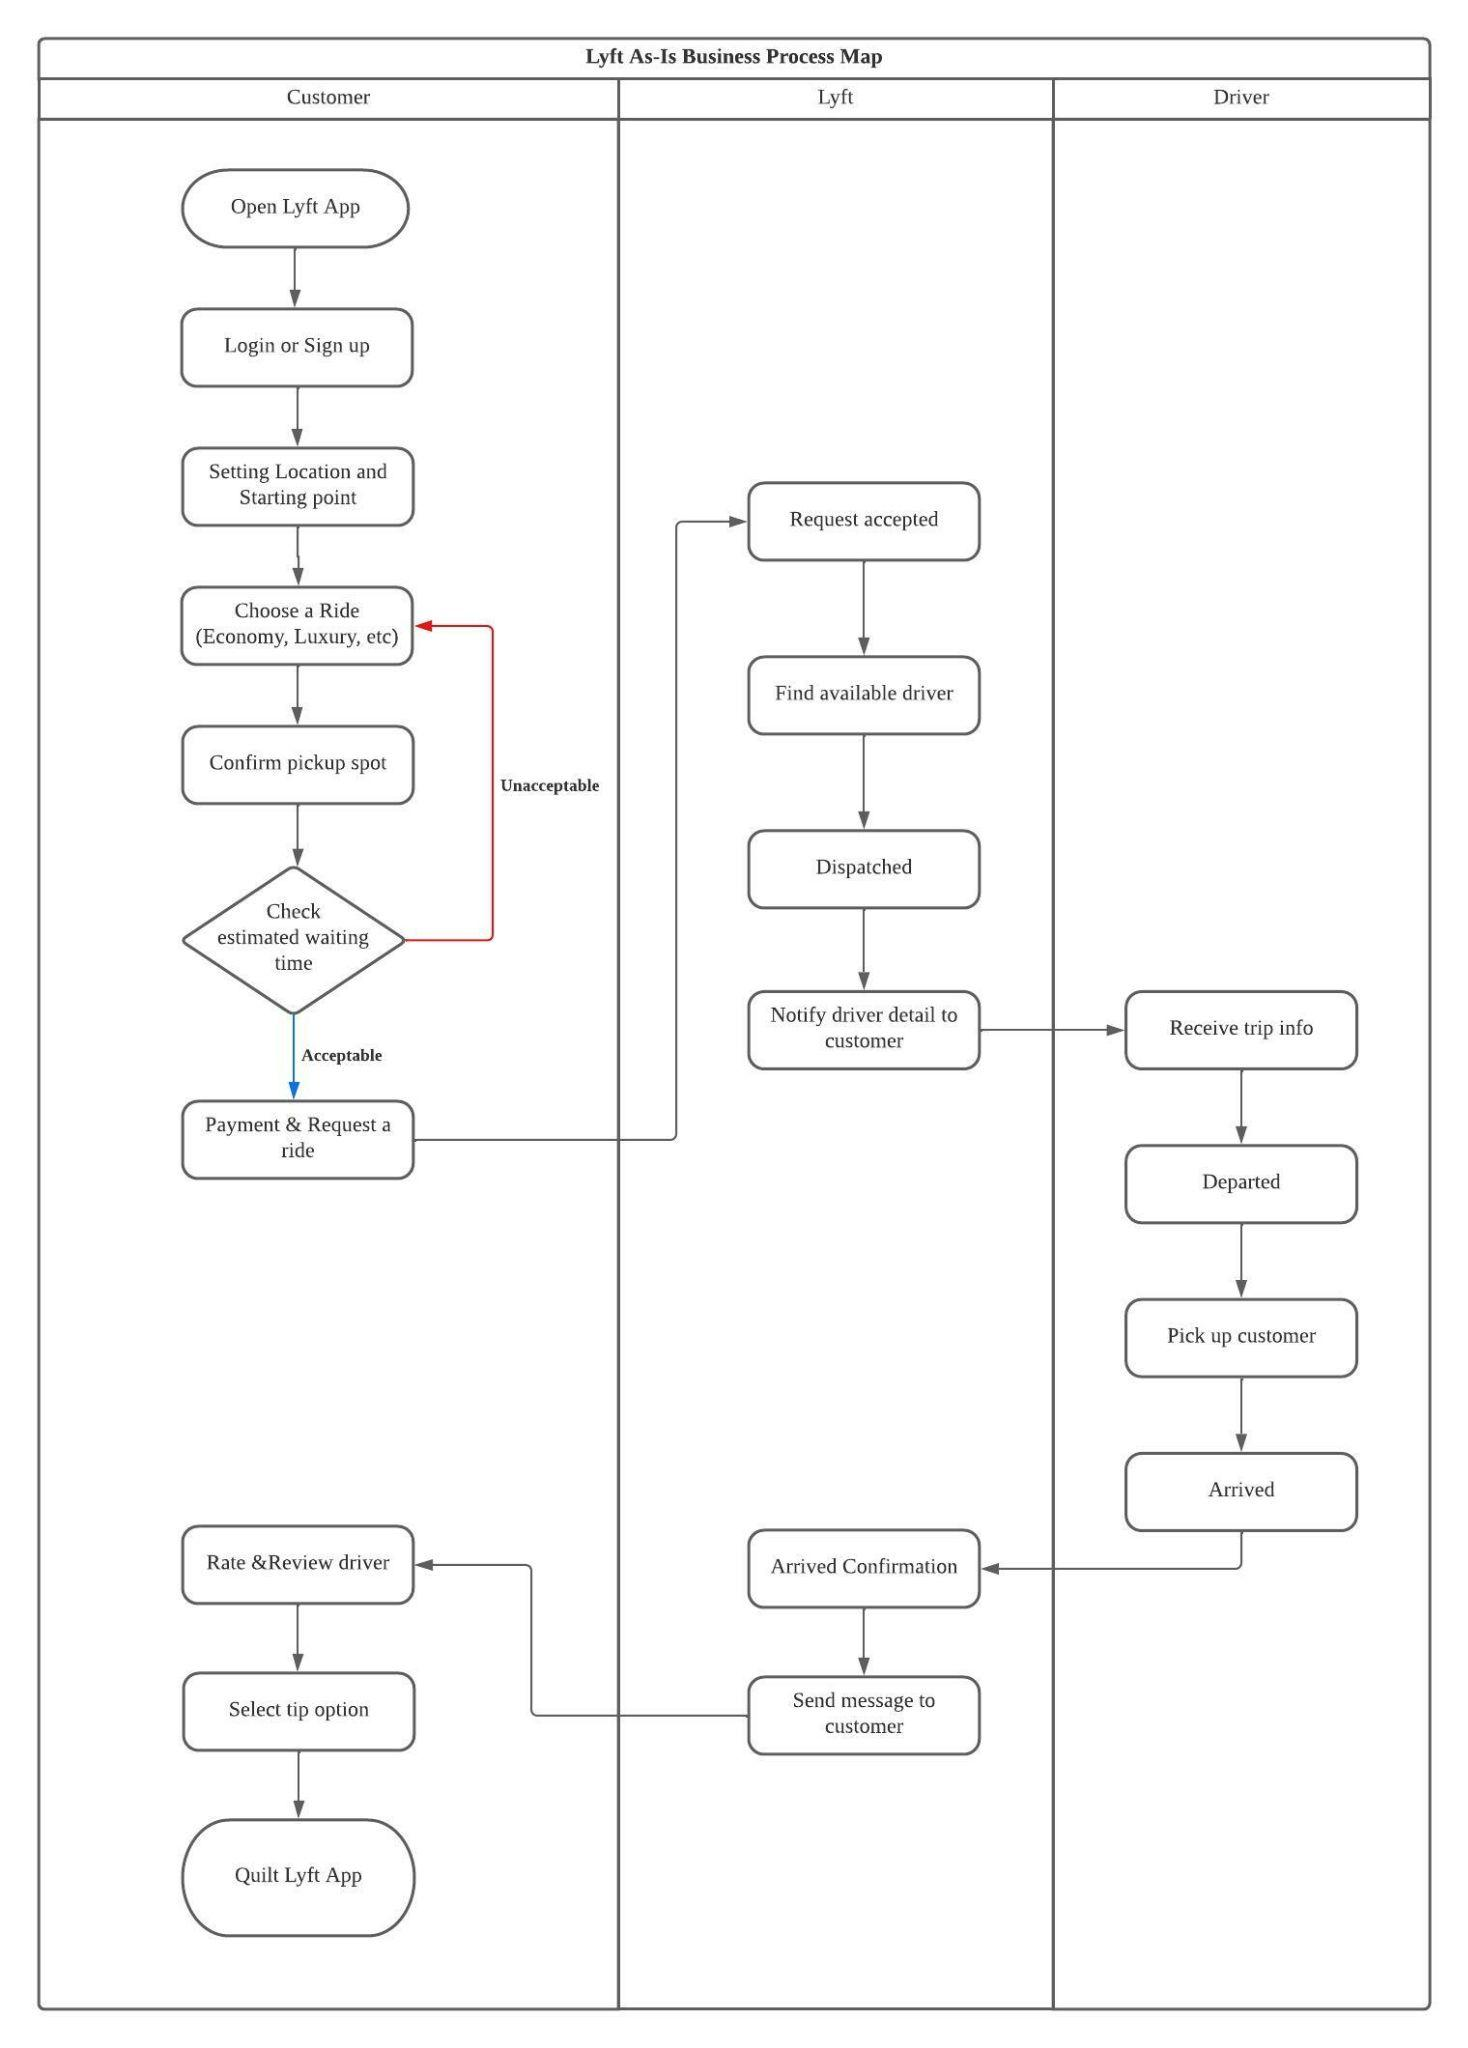 Lyft As-Is Business Process Map
Customer
Lyft
Driver
Open Lyft App
Login or Sign up
Setting Location and
Starting point
Choose a Ride
(Economy, Luxury, etc)
Confirm pickup spot
Unacceptable
Check
estimated waiting
time
Acceptable
Payment & Request a
ride
Request accepted
Find available driver
Dispatched
Notify driver detail to
customer
Receive trip info
Departed
Pick up customer
Arrived
Arrived Confirmation
Send message to
customer
Rate &Review driver
Select tip option
Quilt Lyft App